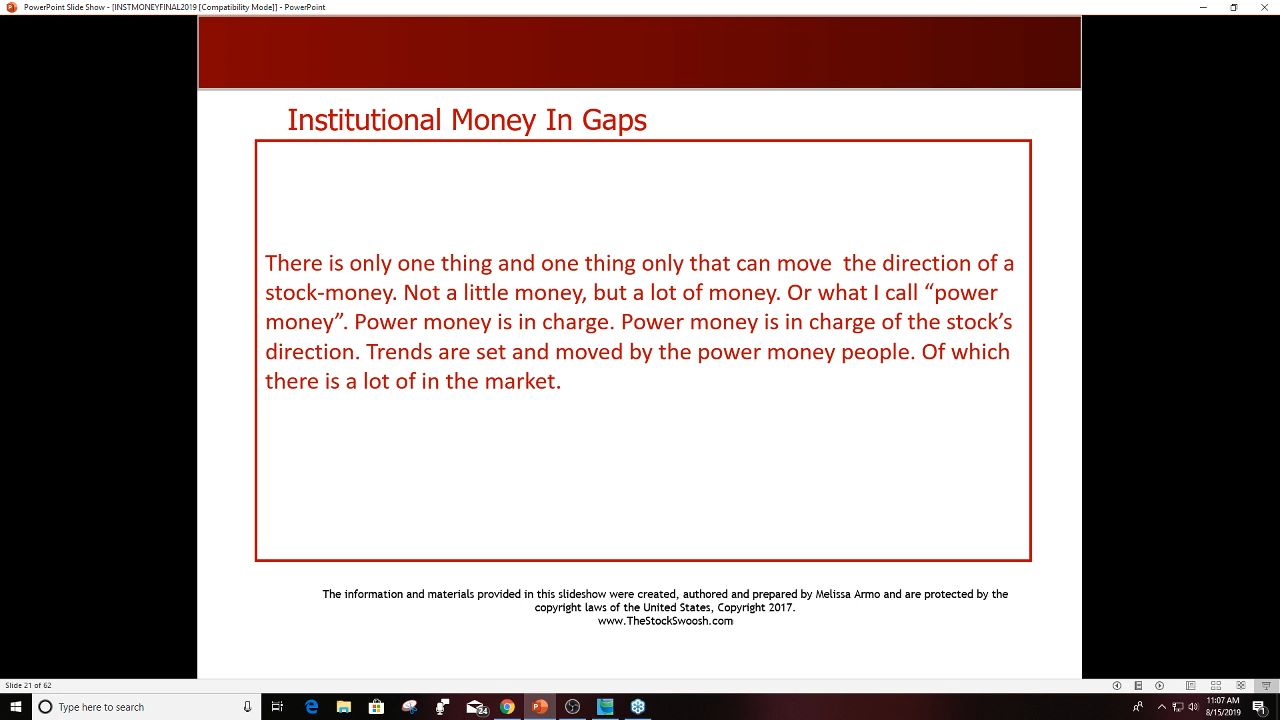 PowerPoint Slide Show - [INSTMONEYFINAL2019 [Compatibility Mode]] - PowerPoint
Institutional Money In Gaps
There is only one thing and one thing only that can move  the direction of a
stock-money. Not a little money, but a lot of money. Or what I call “power
money”. Power money is in charge. Power money is in charge of the stock’s
direction. Trends are set and moved by the power money people. Of which
there is a lot of in the market.
The information and materials provided in this slideshow were created, authored and prepared by Melissa Armo and are protected by the
copyright laws of the United States, Copyright 2017.
www.TheStockSwoosh.com
Slide 21 of 62
Type here to search
24
11:07 AM
8/15/2019
1